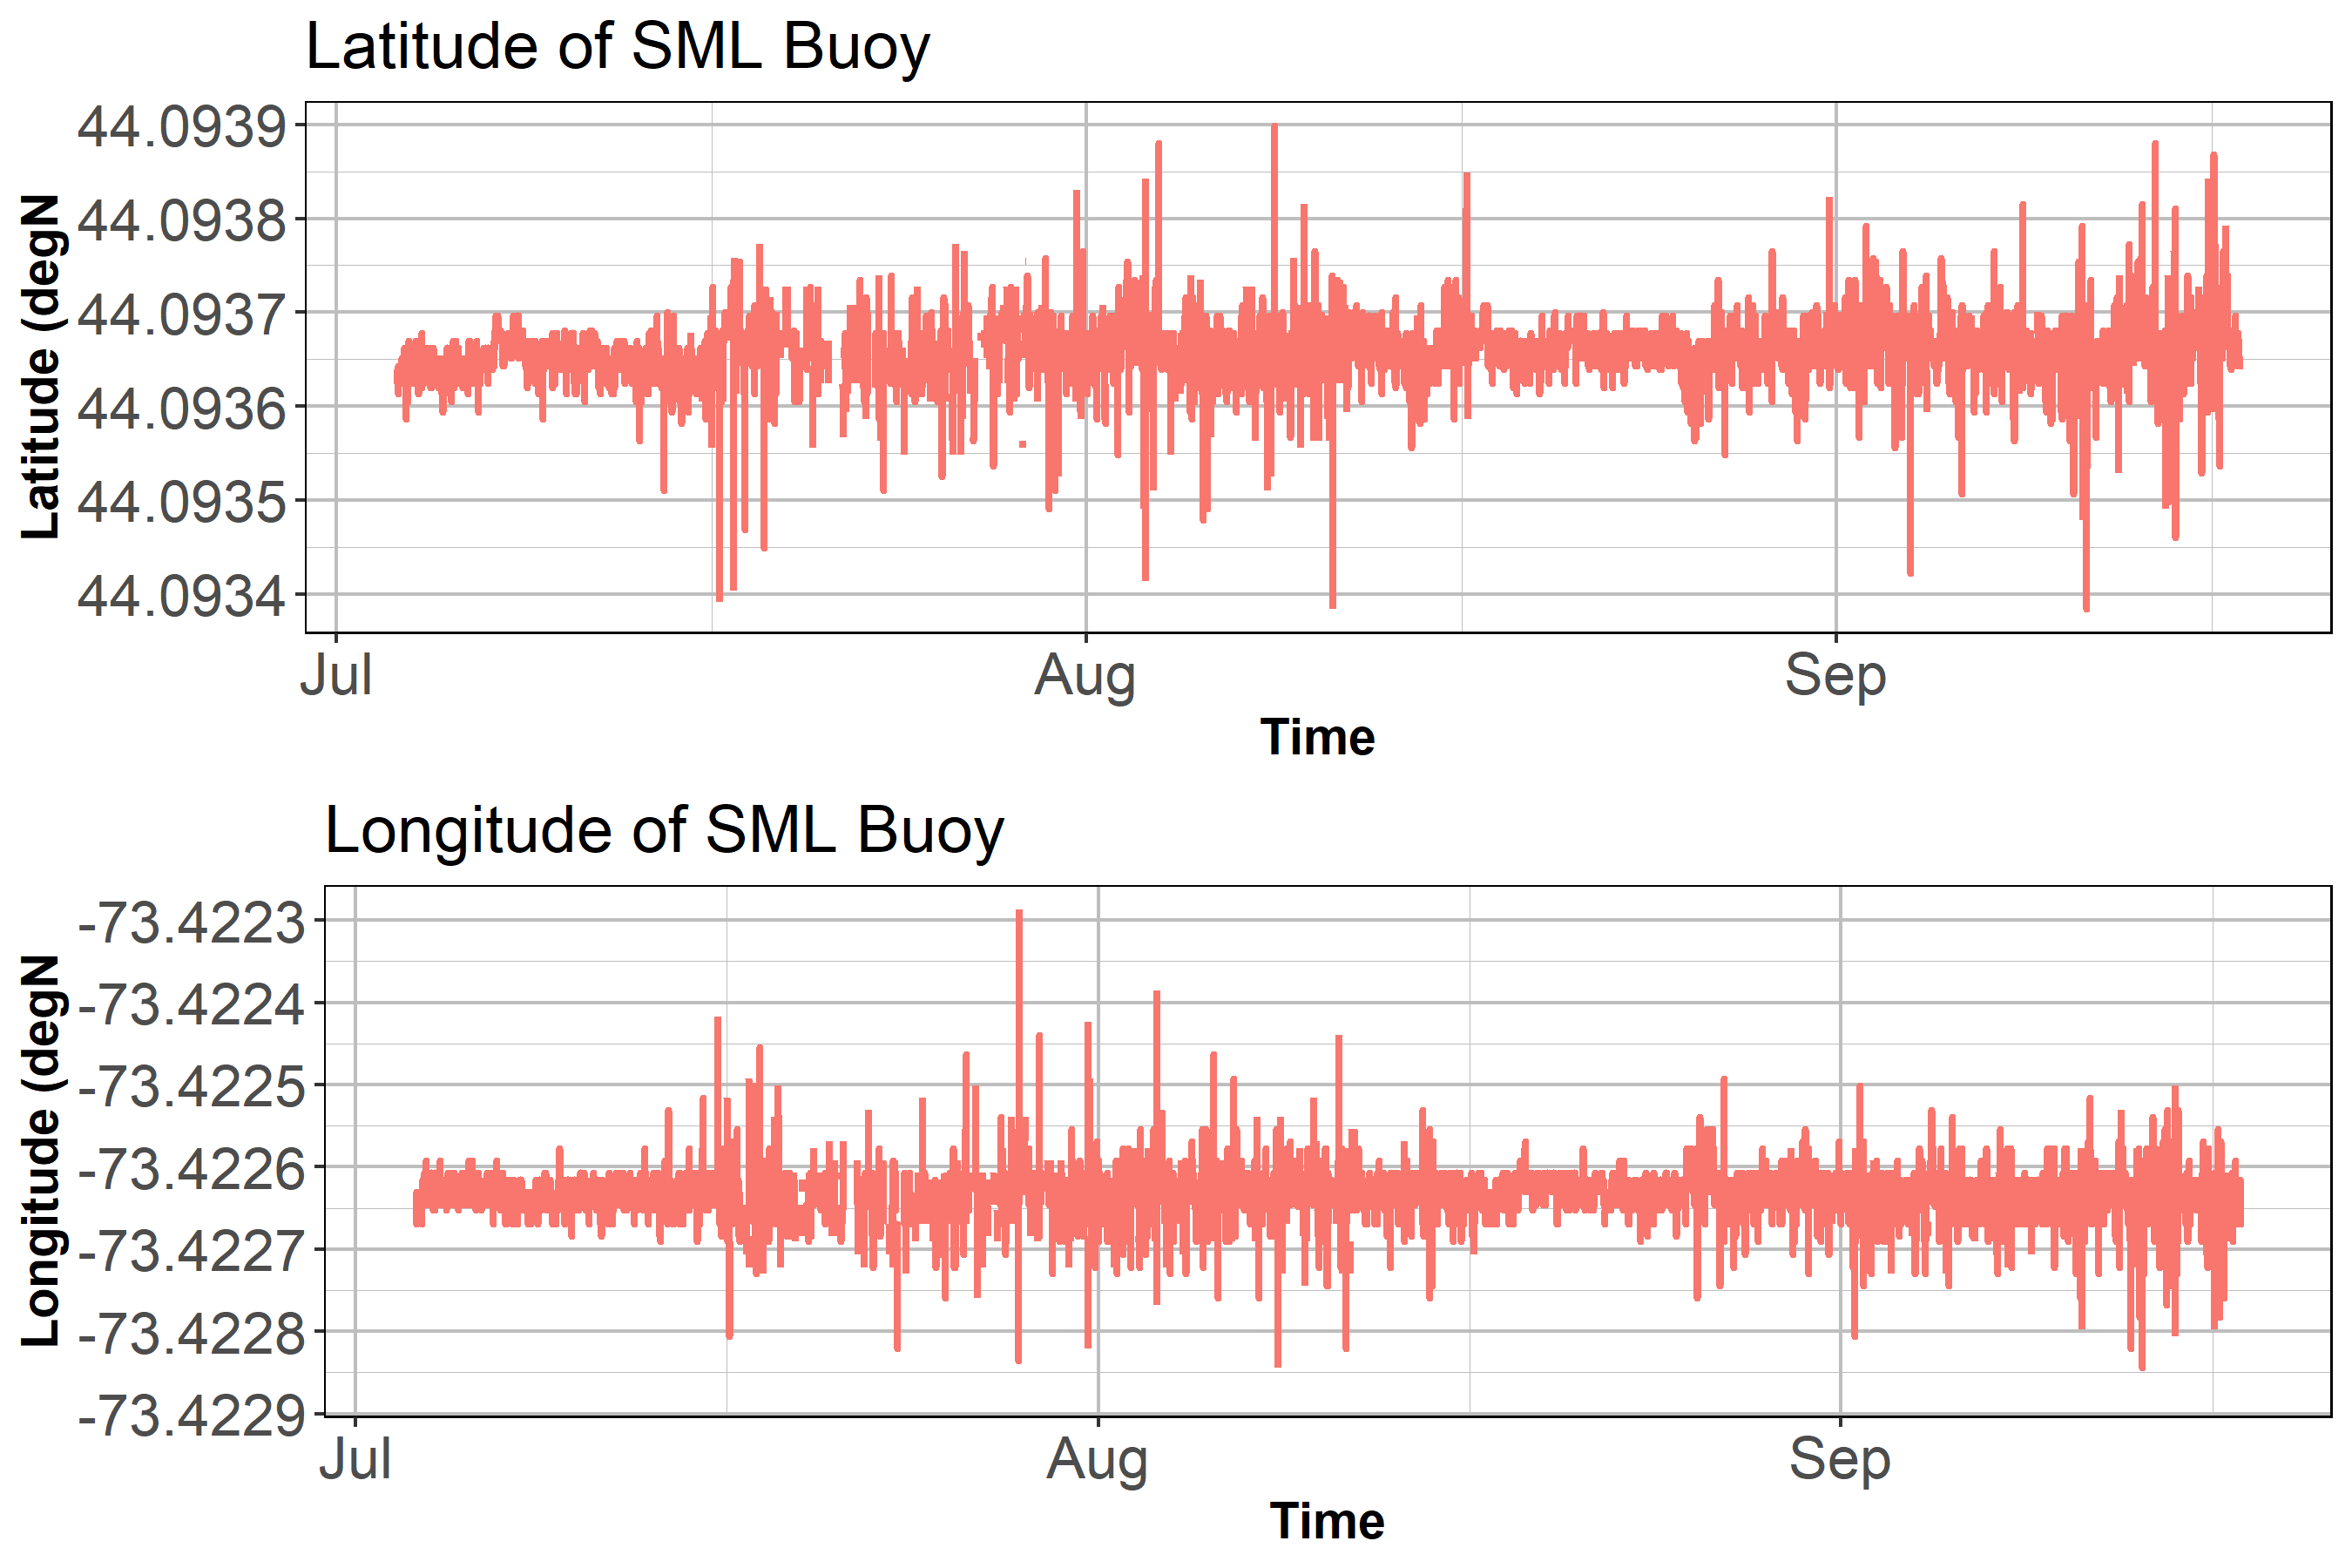 Latitude of SML Buoy
44.0939
44.0938
44.0937
44.0936
44.0935
44.0934
Latitude (degN
Jul Aug Sep
Time
Longitude of SML Buoy
-73.4223
-73.4224
-73.4225
-73.4226
-73.4227
-73.4228
-73.4229
Longitude (degN
Jul Aug Sep
Time